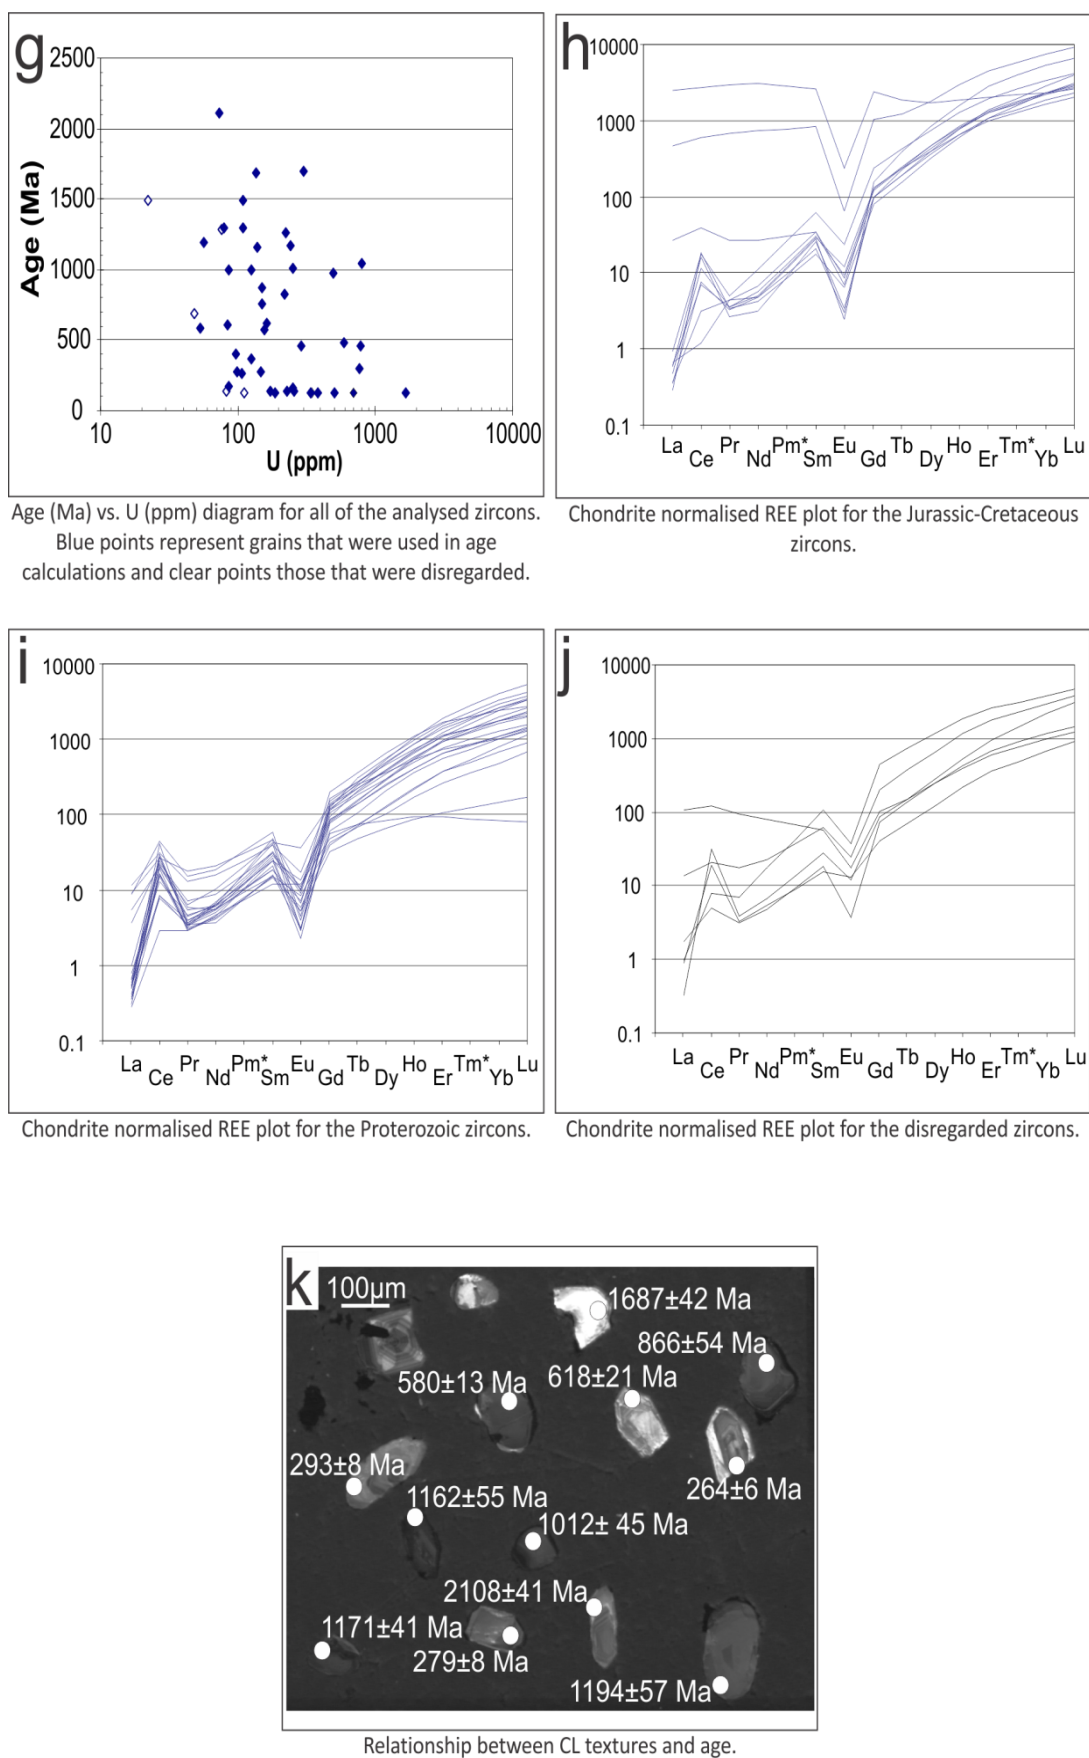 g
2500
2000
1500
1000
500
0
Age (Ma)
10 100 1000 10000
U (ppm)
Age (Ma) vs. U (ppm) diagram for all of the analysed zircons.
Blue points represent grains that were used in age
calculations and clear points those that were disregarded.
h
10000
1000
100
10
1
0.1
La Ce Pr Nd Pm* Sm Eu Gd Tb Dy Ho Er Tm* Yb Lu
Chondrite normalised REE plot for the Jurassic-Cretaceous
zircons.
i
10000
1000
100
10
1
0.1
La Ce Pr Nd Pm* Sm Eu Gd Tb Dy Ho Er Tm* Yb Lu
Chondrite normalised REE plot for the Proterozoic zircons.
j
10000
1000
100
10
1
0.1
La Ce Pr Nd Pm* Sm Eu Gd Tb Dy Ho Er Tm* Yb Lu
Chondrite normalised REE plot for the disregarded zircons.
k
100µm
1687±42 Ma
866±54 Ma
618±21 Ma
580±13 Ma
293±8 Ma
264±6 Ma
1162±55 Ma
1012± 45 Ma
2108±41 Ma
1171±41 Ma
279±8 Ma
1194±57 Ma
Relationship between CL textures and age.